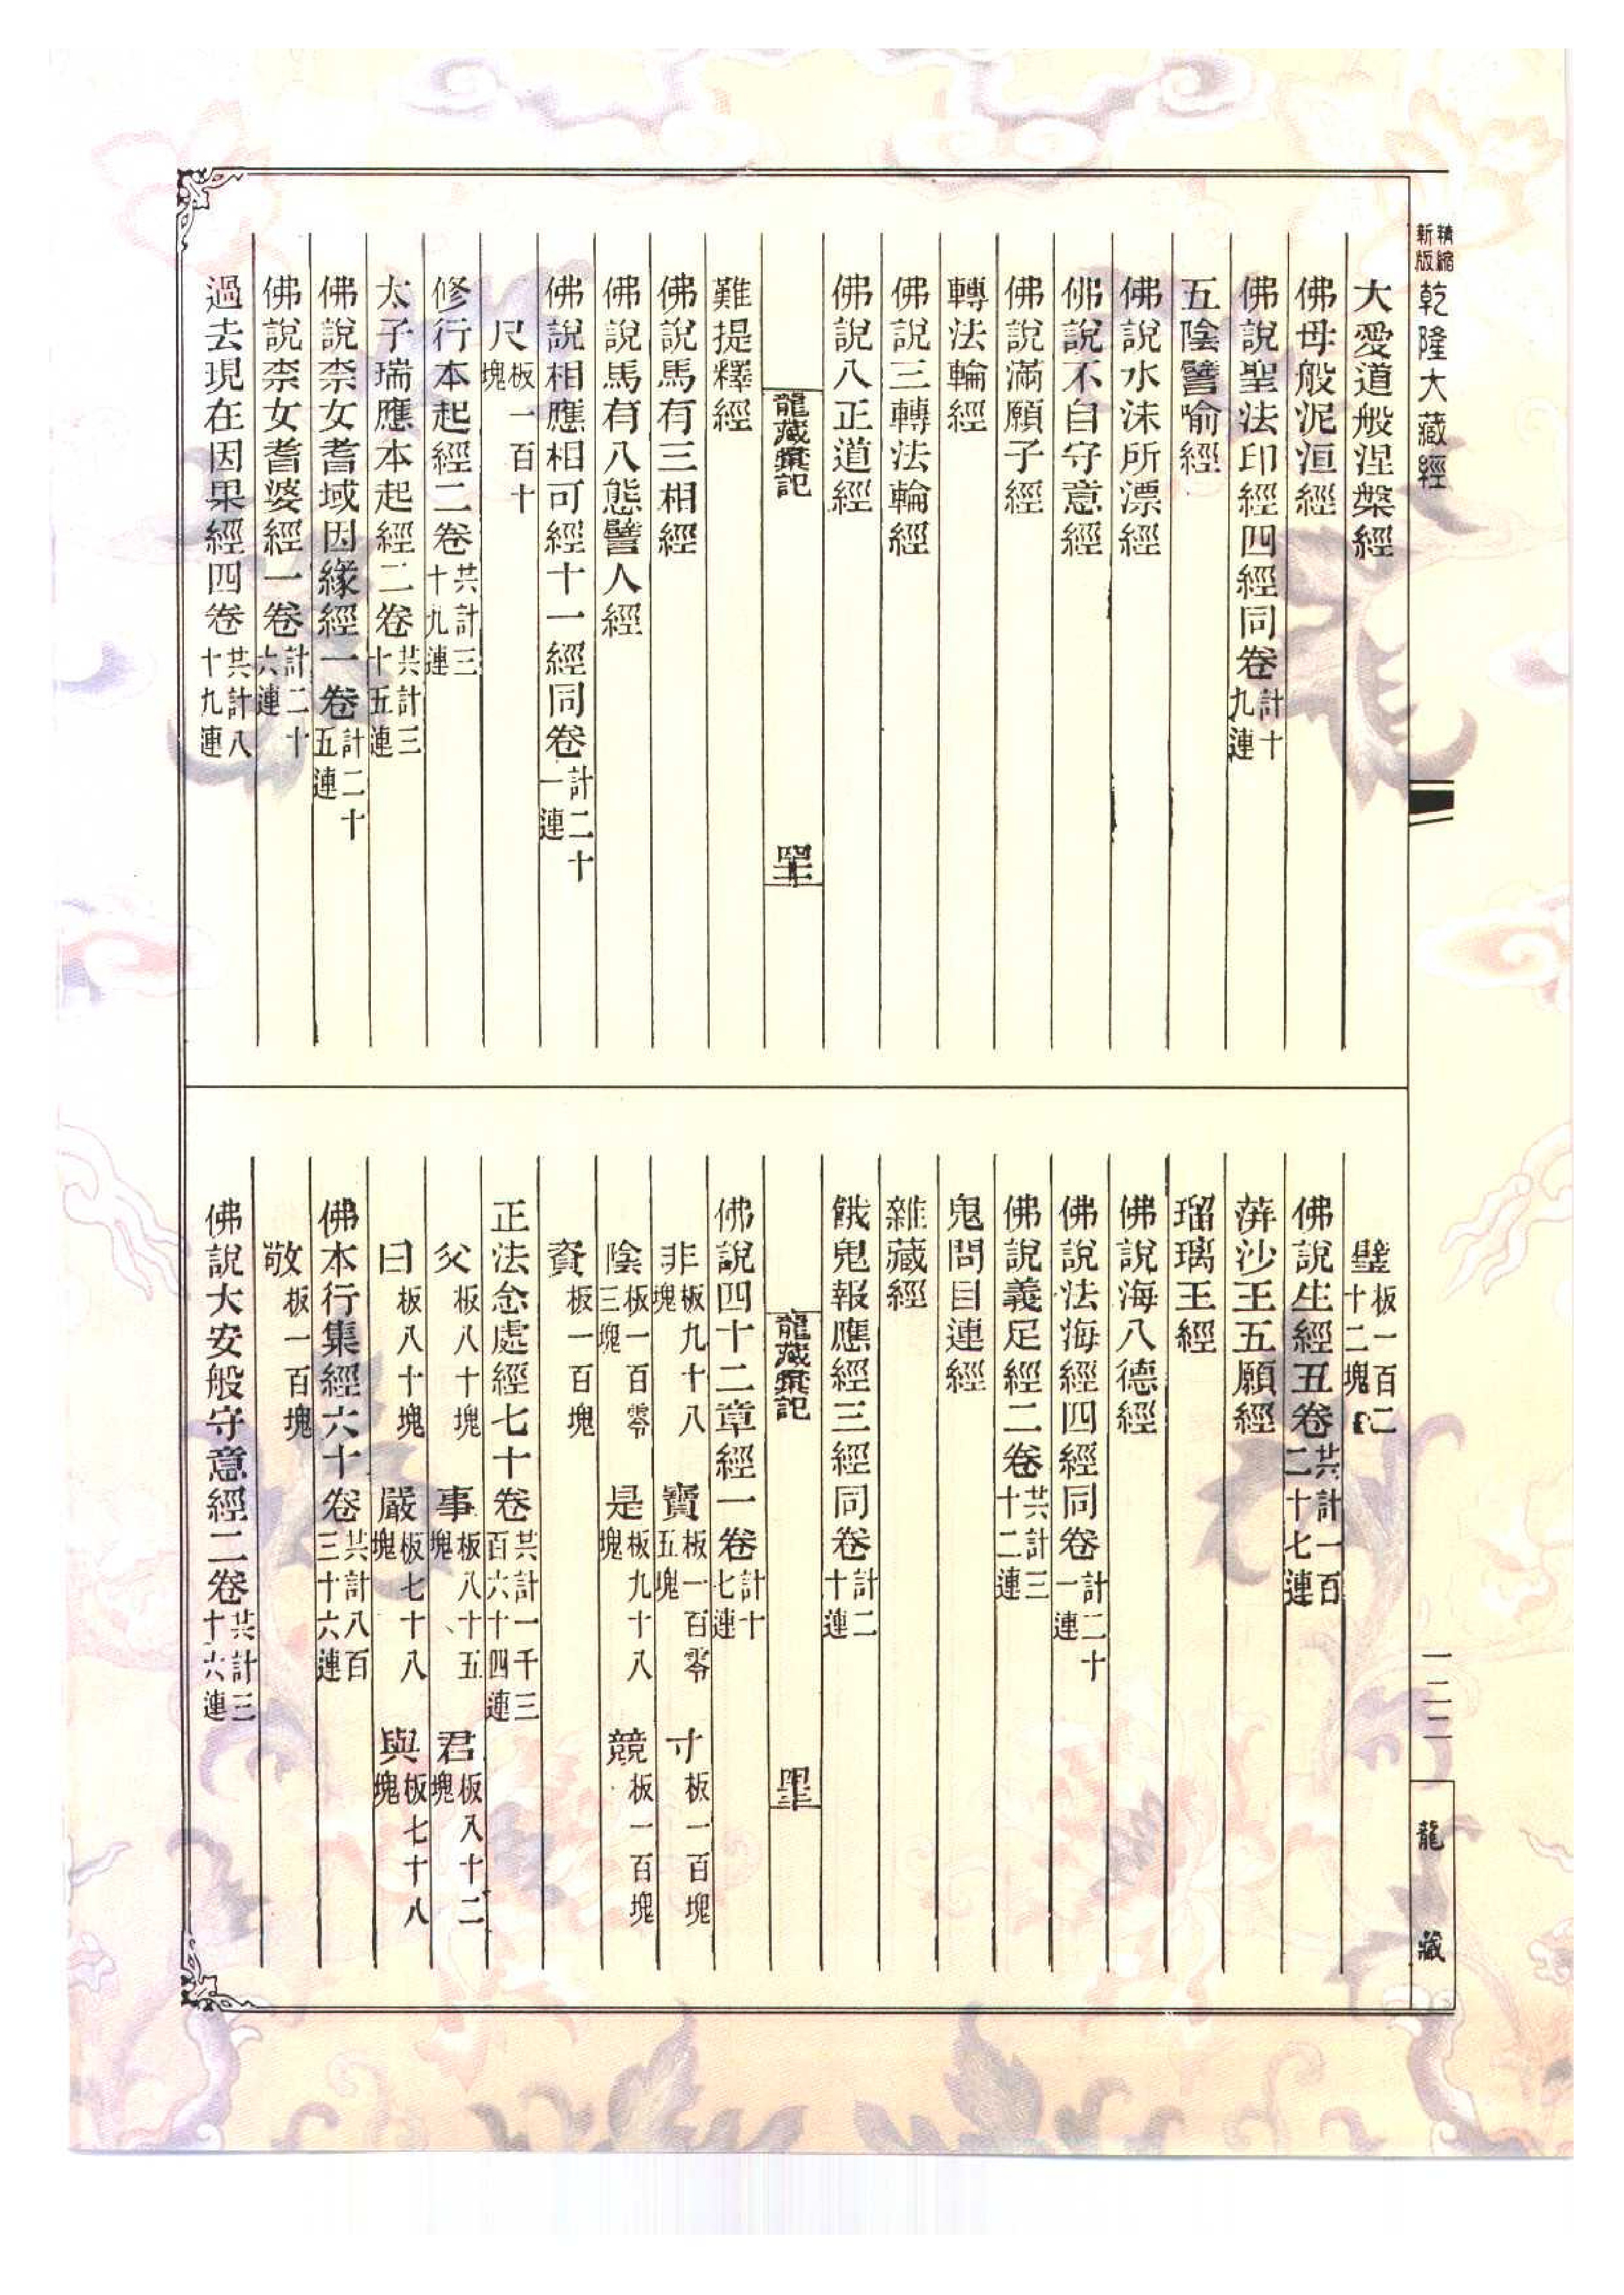 精縮
新版
乾隆大藏經
大愛道般涅槃經
佛母般泥洹經
佛說聖法印經四經同卷計十九連
五陰譬喻經
佛說水沫所漂經
佛說不自守意經
佛說滿願子經
轉法輪經
佛說三轉法輪經
佛說八正道經
龍藏彚記
難提釋經
佛說馬有三相經
佛說馬有八態譬人經
佛說相應相可經十一經同卷計二十一連
尺板一百十塊
修行本起經二卷共計三十九連
太子瑞應本起經二卷共計三十五連
佛說柰女耆域因緣經一卷計二十五連
佛說柰女耆婆經一卷計二十六連
過去現在因果經四卷共計八十九連
璧板一百二十二塊
佛說生經五卷共計一百二十七連
蓱沙王五願經
瑠璃王經
佛說海八德經
佛說法海經四經同卷計二十一連
佛說義足經二卷共計三十二連
鬼問目連經
雜藏經
餓鬼報應經三經同卷計二十連
龍藏彚記
佛說四十二章經一卷計十七連
非板九十八塊 寶板一百零五塊 寸板一百塊
陰板一百零三塊 是板九十八塊 競板一百塊
資板一百塊
正法念處經七十卷共計一千三百六十四連
父板八十塊 事板八十五塊 君板八十二塊
曰板八十塊 嚴板七十八塊 與板七十八塊
佛本行集經六十卷共計八百三十六連
敬板一百塊
佛說大安般守意經二卷共計三十六連
一二二
龍藏